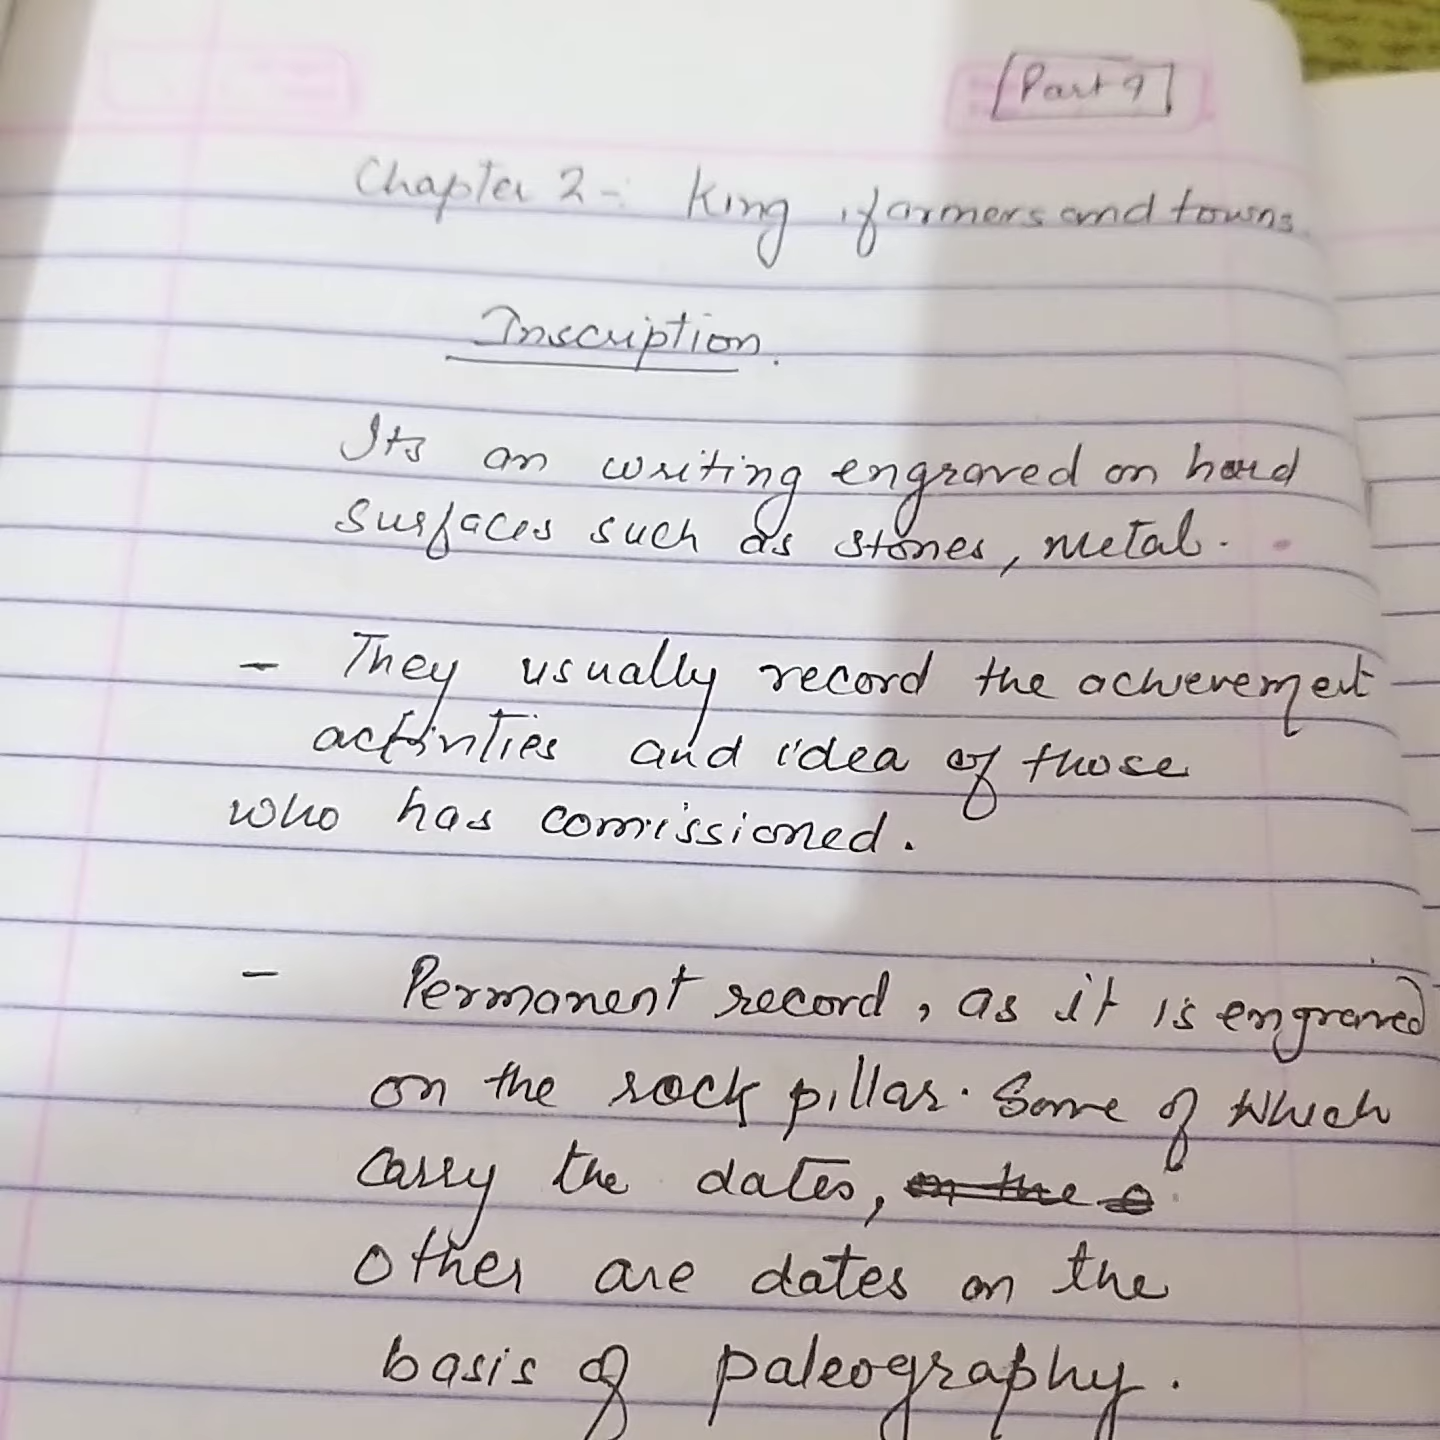 [Part 9]
Chapter 2 -: King, farmers and towns.
Inscription.
Its an writing engraved on hard
surfaces such as stones, metal.
- They usually record the achievement
activities and idea of those
who has comissioned.
- Permanent record, as it is engraved
on the rock pillar. Some of which
carry the dates,
other are dates on the
basis of paleography.